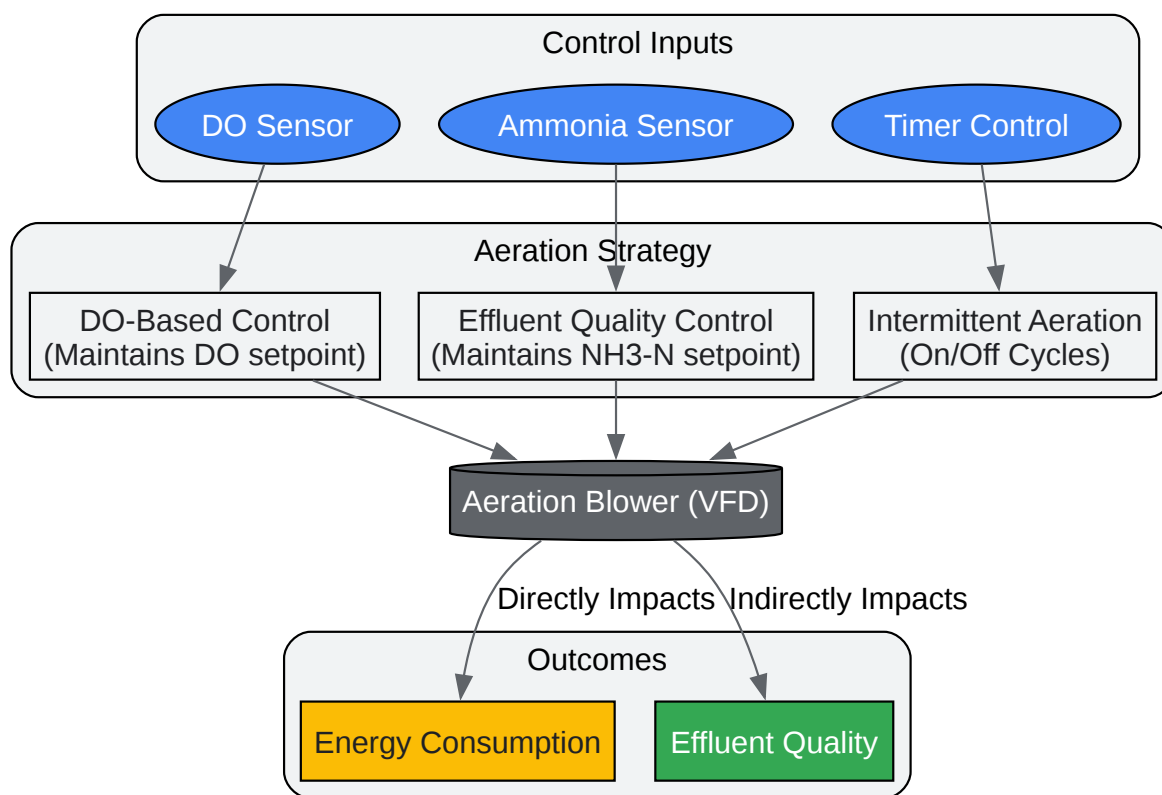 Control Inputs
DO Sensor
Ammonia Sensor
Timer Control
Aeration Strategy
DO-Based Control
(Maintains DO setpoint)
Effluent Quality Control
(Maintains NH3-N setpoint)
Intermittent Aeration
(On/Off Cycles)
Aeration Blower (VFD)
Directly Impacts
Indirectly Impacts
Outcomes
Energy Consumption
Effluent Quality